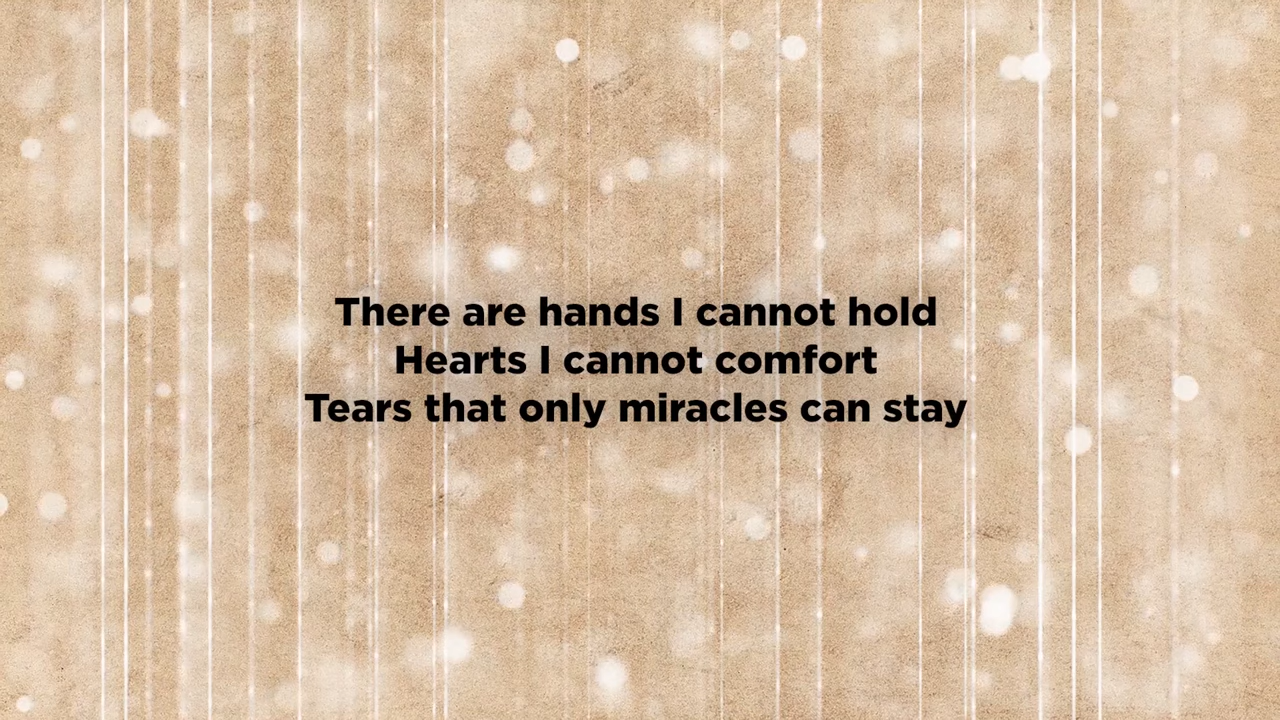 There are hands I cannot hold
Hearts I cannot comfort
Tears that only miracles can stay